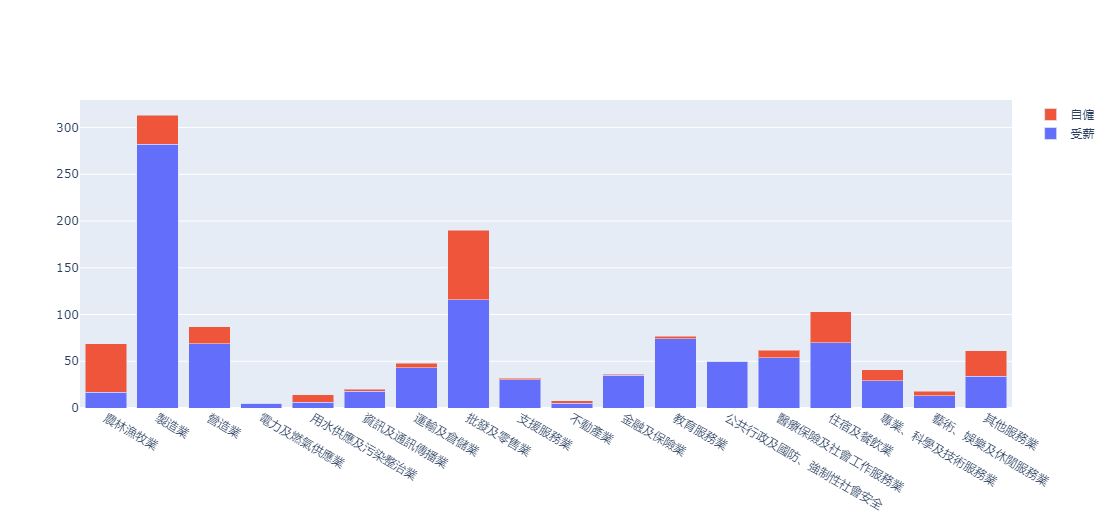 自僱
受薪
300
250
200
150
100
50
0
農林漁牧業
製造業
營造業
電力及燃氣供應業
用水供應及污染整治業
資訊及通訊傳播業
運輸及倉儲業
批發及零售業
支援服務業
不動產業
金融及保險業
教育服務業
公共行政及國防、強制性社會安全
醫療保險及社會工作服務業
住宿及餐飲業
專業、科學及技術服務業
藝術、娛樂及休閒服務業
其他服務業